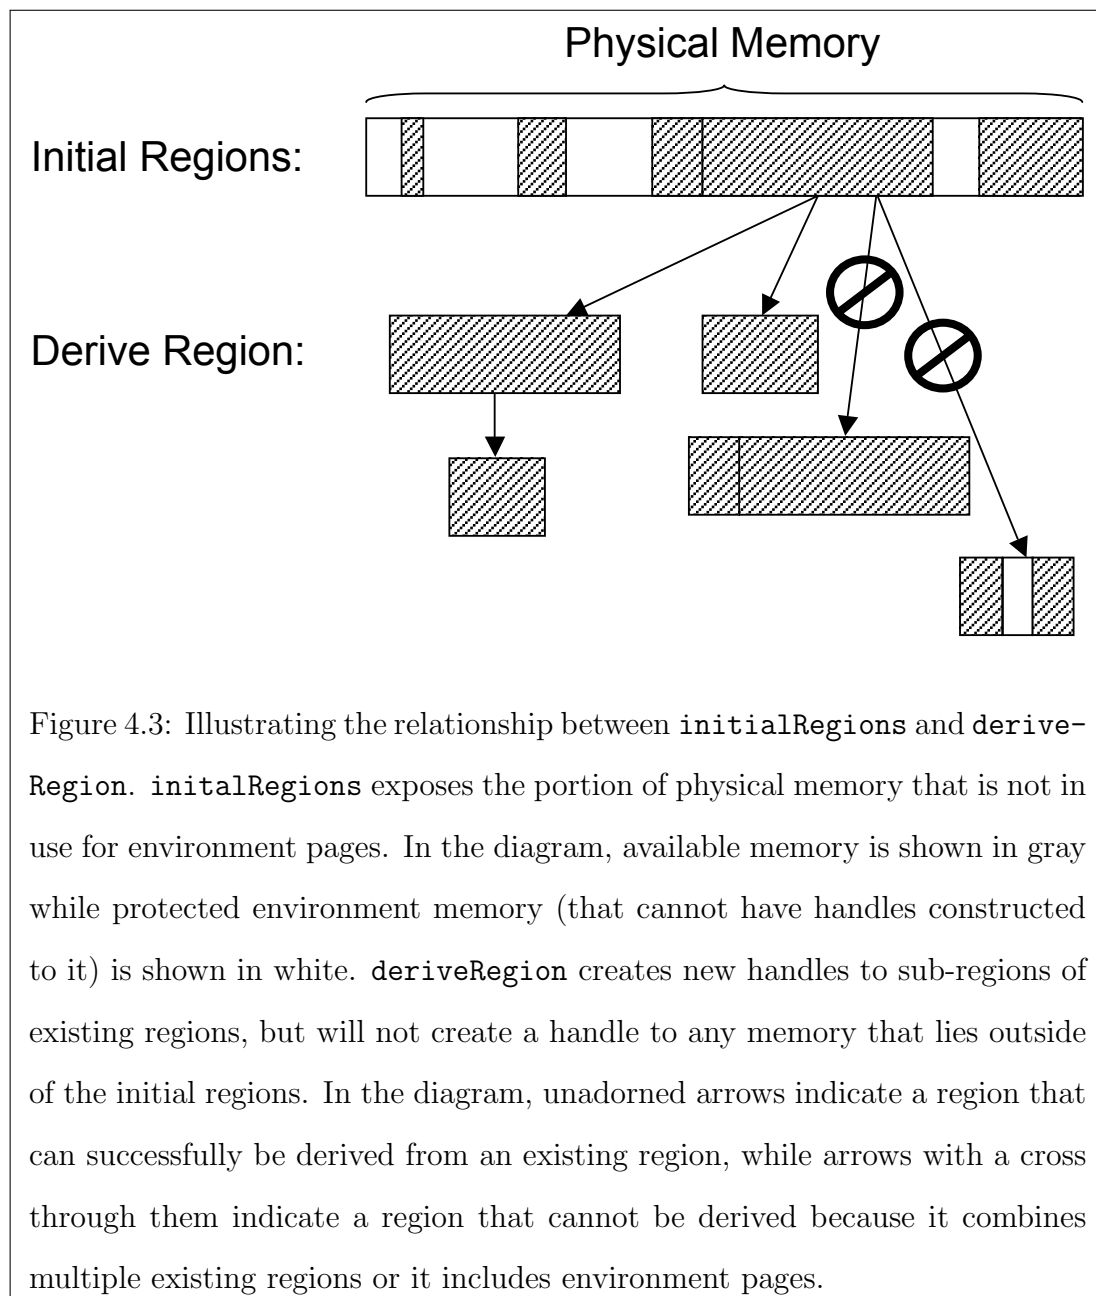 Physical Memory
Initial Regions:
Derive Region:
Figure 4.3: Illustrating the relationship between initialRegions and derive-
Region. initalRegions exposes the portion of physical memory that is not in
use for environment pages. In the diagram, available memory is shown in gray
while protected environment memory (that cannot have handles constructed
to it) is shown in white. deriveRegion creates new handles to sub-regions of
existing regions, but will not create a handle to any memory that lies outside
of the initial regions. In the diagram, unadorned arrows indicate a region that
can successfully be derived from an existing region, while arrows with a cross
through them indicate a region that cannot be derived because it combines
multiple existing regions or it includes environment pages.